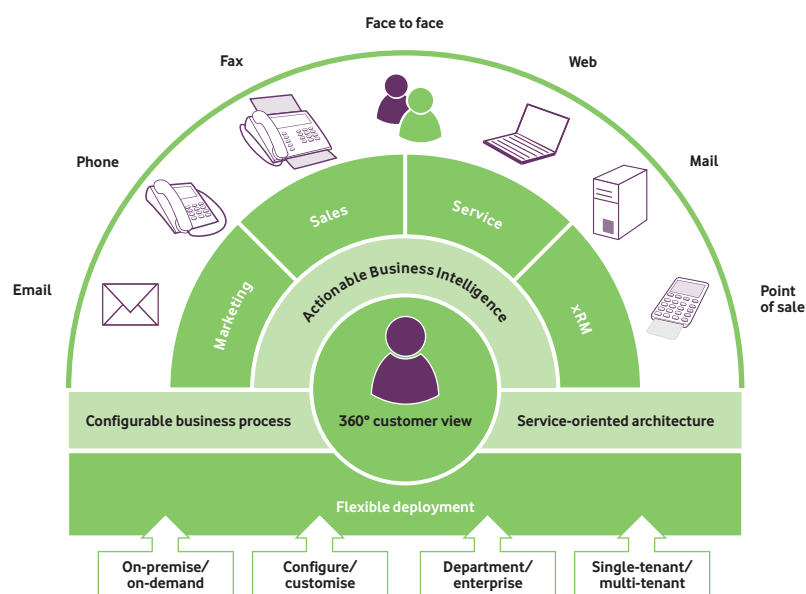 Face to face
Fax
Web
Phone
Mail
Email
Point
of sale
Sales
Service
Marketing
xRM
Actionable Business Intelligence
Configurable business process
360° customer view
Service-oriented architecture
Flexible deployment
On-premise/
on-demand
Configure/
customise
Department/
enterprise
Single-tenant/
multi-tenant